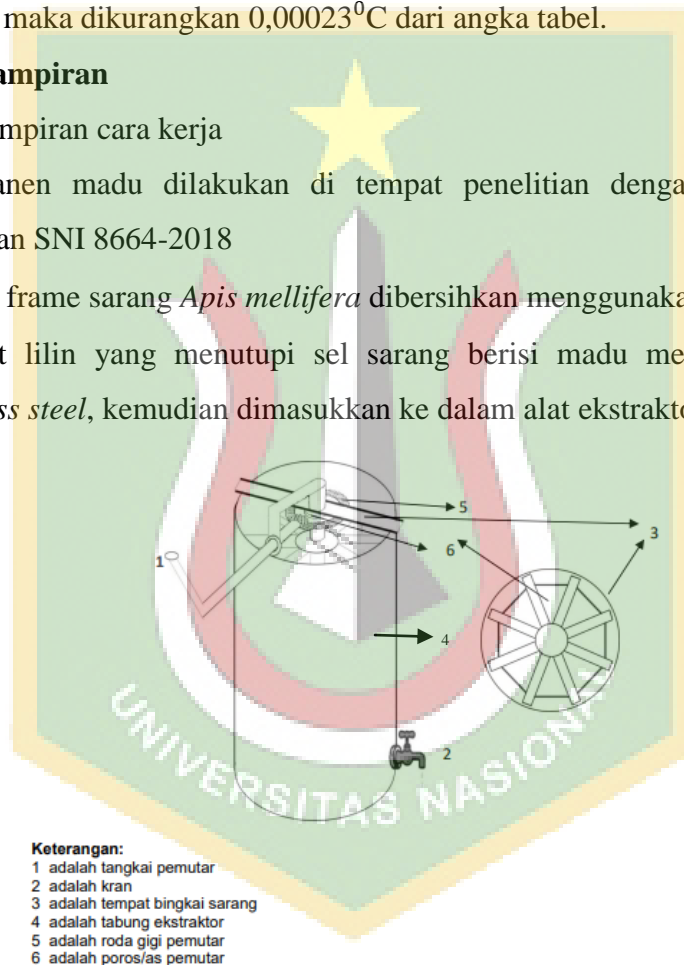 maka dikurangkan 0,00023⁰C dari angka tabel.
ampiran
mpiran cara kerja
anen madu dilakukan di tempat penelitian denga
an SNI 8664-2018
frame sarang Apis mellifera dibersihkan menggunaka
t lilin yang menutupi sel sarang berisi madu me
ss steel, kemudian dimasukkan ke dalam alat ekstrakto
5
3
1
6
4
2
UNIVERSITAS NASIONAL
Keterangan:
1 adalah tangkai pemutar
2 adalah kran
3 adalah tempat bingkai sarang
4 adalah tabung ekstraktor
5 adalah roda gigi pemutar
6 adalah poros/as pemutar